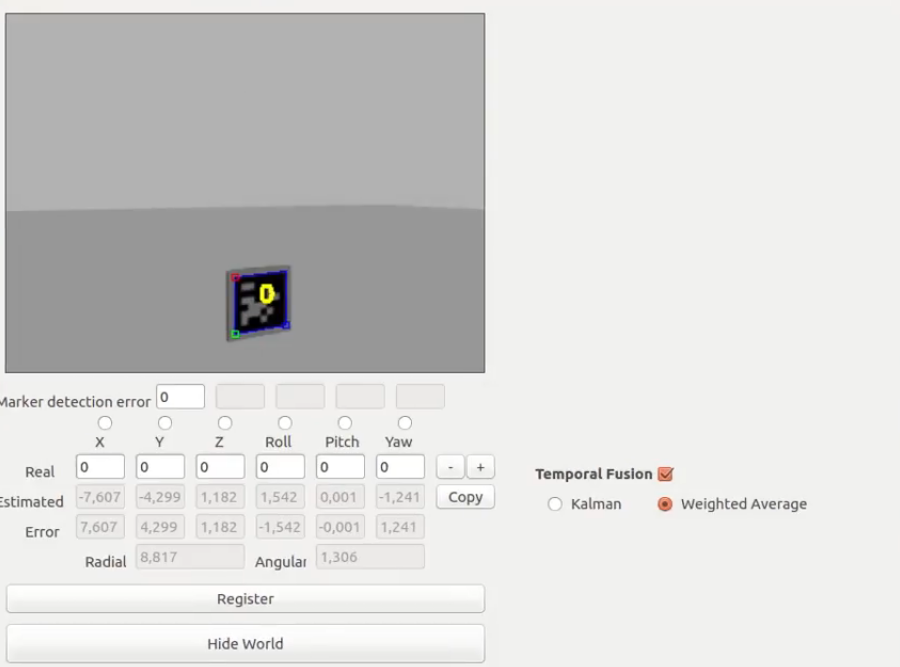 0
Marker detection error 0
X Y Z Roll Pitch Yaw
Real 0 0 0 0 0 0 - +
Estimated -7,607 -4,299 1,182 1,542 0,001 -1,241 Copy
Error 7,607 4,299 1,182 -1,542 -0,001 1,241
Radial 8,817 Angular 1,306
Temporal Fusion
Kalman Weighted Average
Register
Hide World